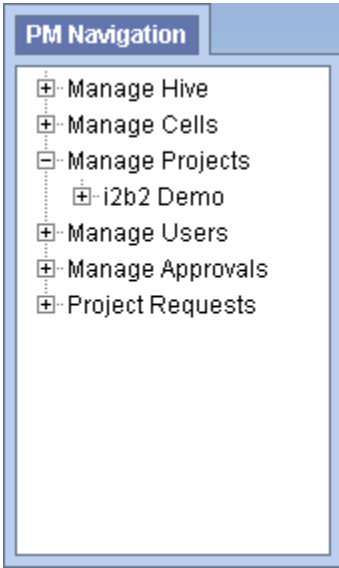 PM Navigation
Manage Hive
Manage Cells
Manage Projects
i2b2 Demo
Manage Users
Manage Approvals
Project Requests